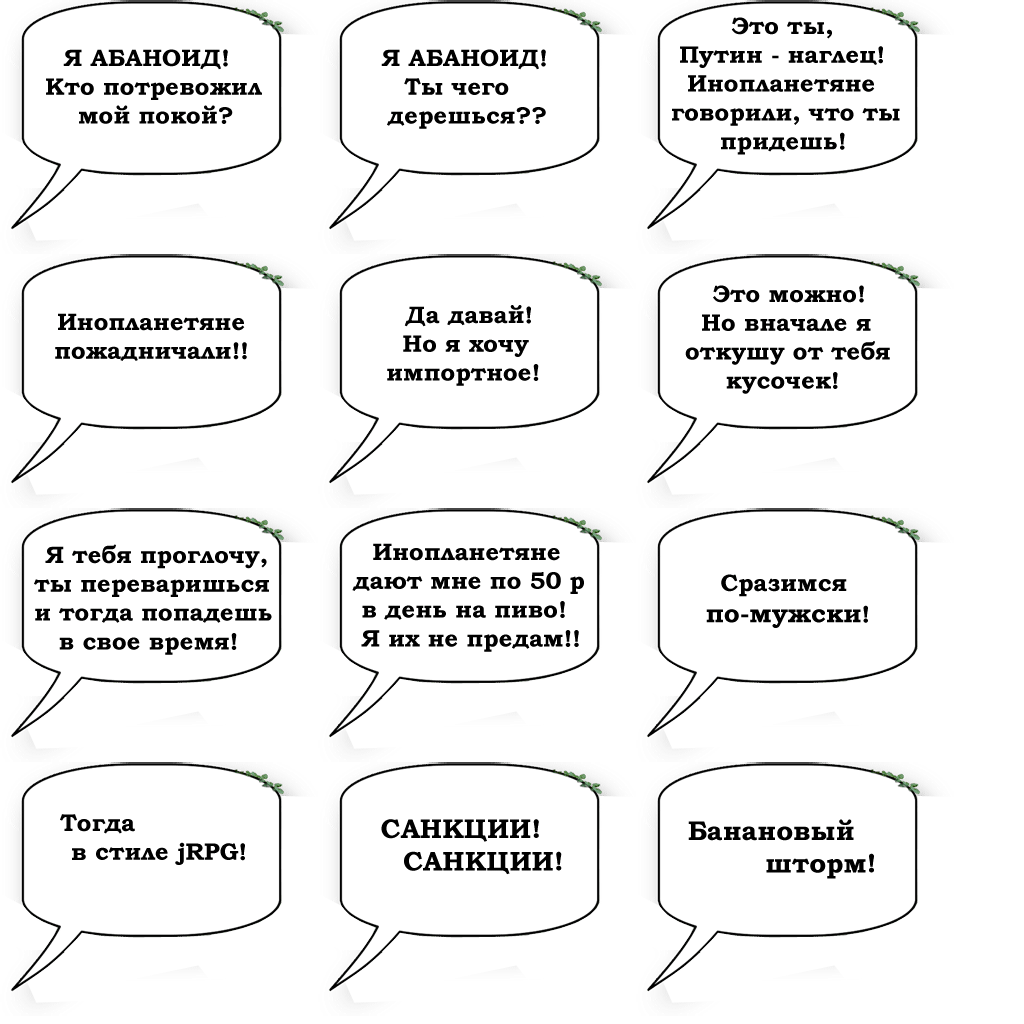 Я АБАНОИД!
Кто потревожил
мой покой?
Я АБАНОИД!
Ты чего
дерешься??
Это ты,
Путин - наглец!
Инопланетяне
говорили, что ты
придешь!
Инопланетяне
пожадничали!!
Да давай!
Но я хочу
импортное!
Это можно!
Но вначале я
откушу от тебя
кусочек!
Я тебя проглочу,
ты переваришься
и тогда попадешь
в свое время!
Инопланетяне
дают мне по 50 р
в день на пиво!
Я их не предам!!
Сразимся
по-мужски!
Тогда
в стиле jRPG!
САНКЦИИ!
САНКЦИИ!
Банановый
шторм!